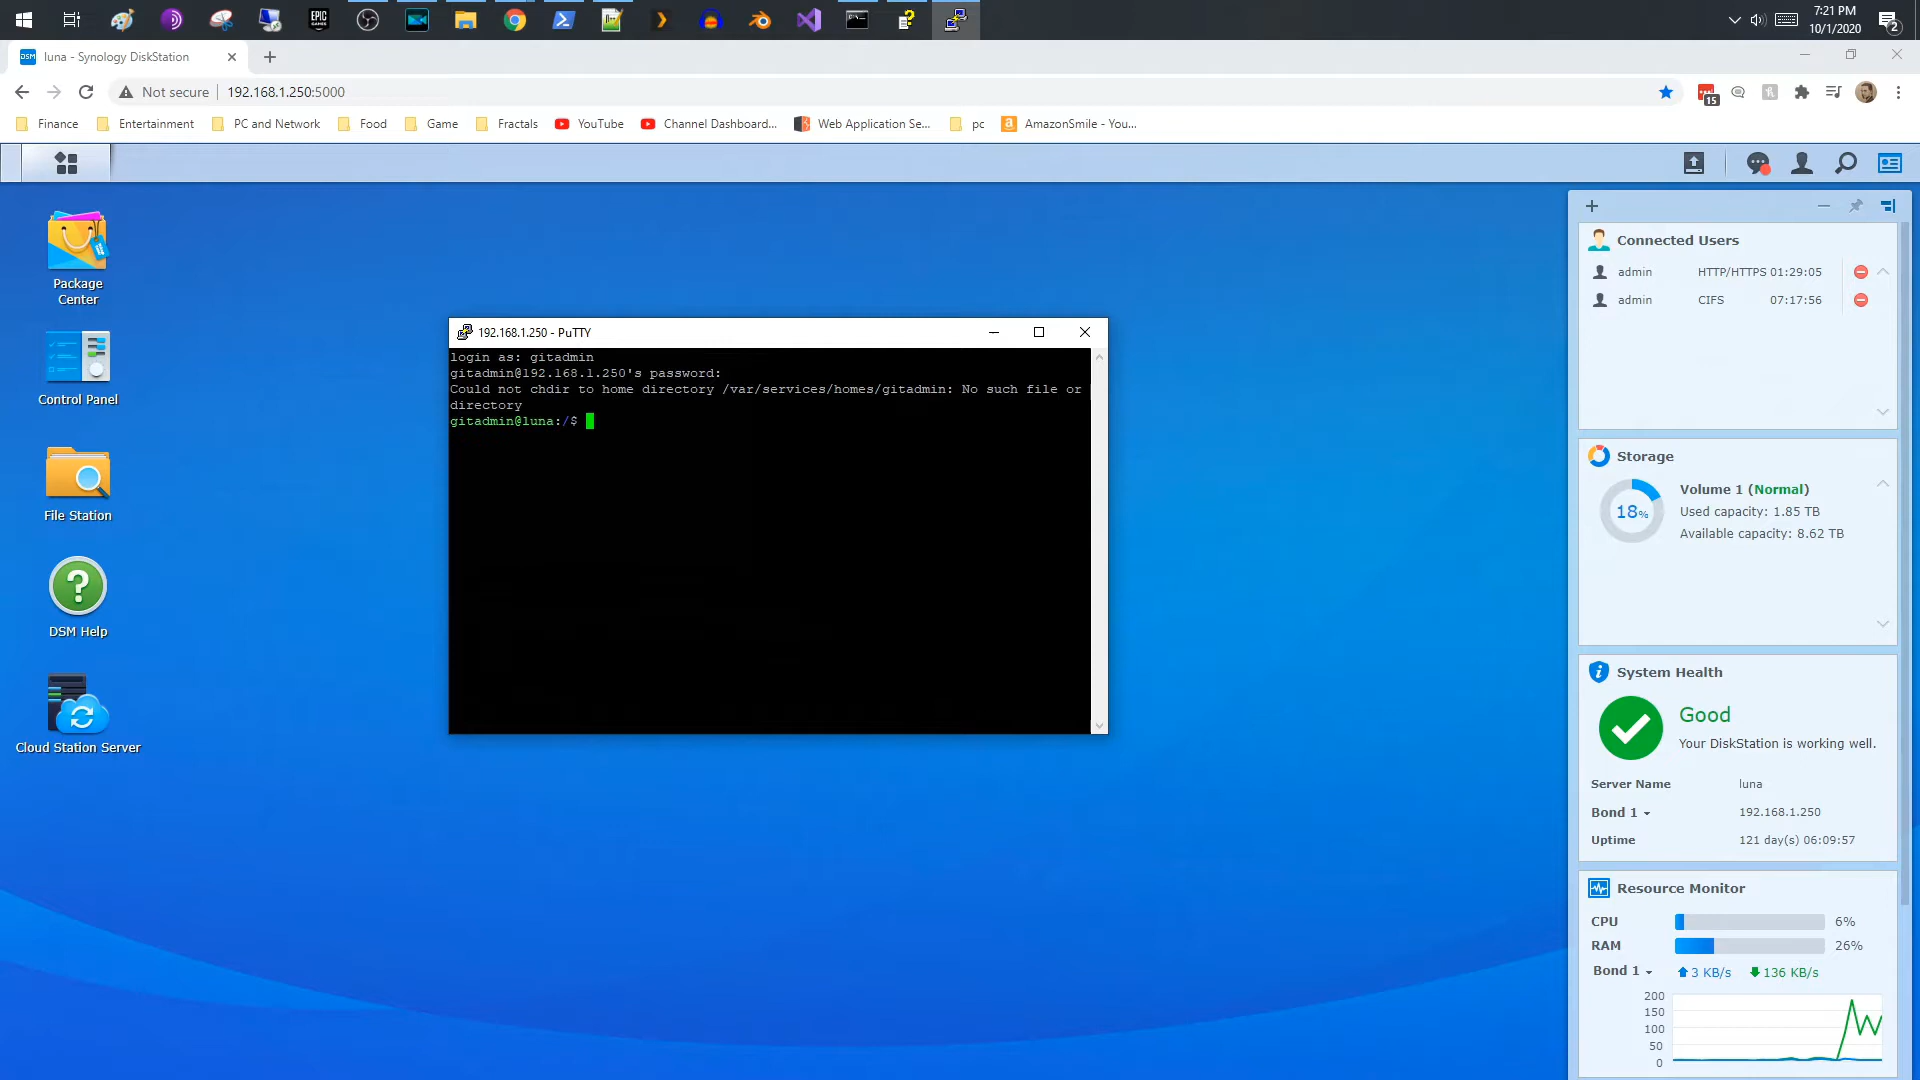 EPIC
GAMES
7:21 PM
10/1/2020
2
DSM
luna - Synology DiskStation
Not secure
192.168.1.250:5000
15
Finance
Entertainment
PC and Network
Food
Game
Fractals
YouTube
Channel Dashboard...
Web Application Se...
pc
AmazonSmile - You...
Package
Center
Control Panel
File Station
DSM Help
Cloud Station Server
192.168.1.250 - PuTTY
login as: gitadmin
gitadmin@192.168.1.250's password:
Could not chdir to home directory /var/services/homes/gitadmin: No such file or
directory
gitadmin@luna:/$
Connected Users
admin HTTP/HTTPS 01:29:05
admin CIFS 07:17:56
Storage
18%
Volume 1 (Normal)
Used capacity: 1.85 TB
Available capacity: 8.62 TB
System Health
Good
Your DiskStation is working well.
Server Name luna
Bond 1 192.168.1.250
Uptime 121 day(s) 06:09:57
Resource Monitor
CPU 6%
RAM 26%
Bond 1 3 KB/s 136 KB/s
200
150
100
50
0